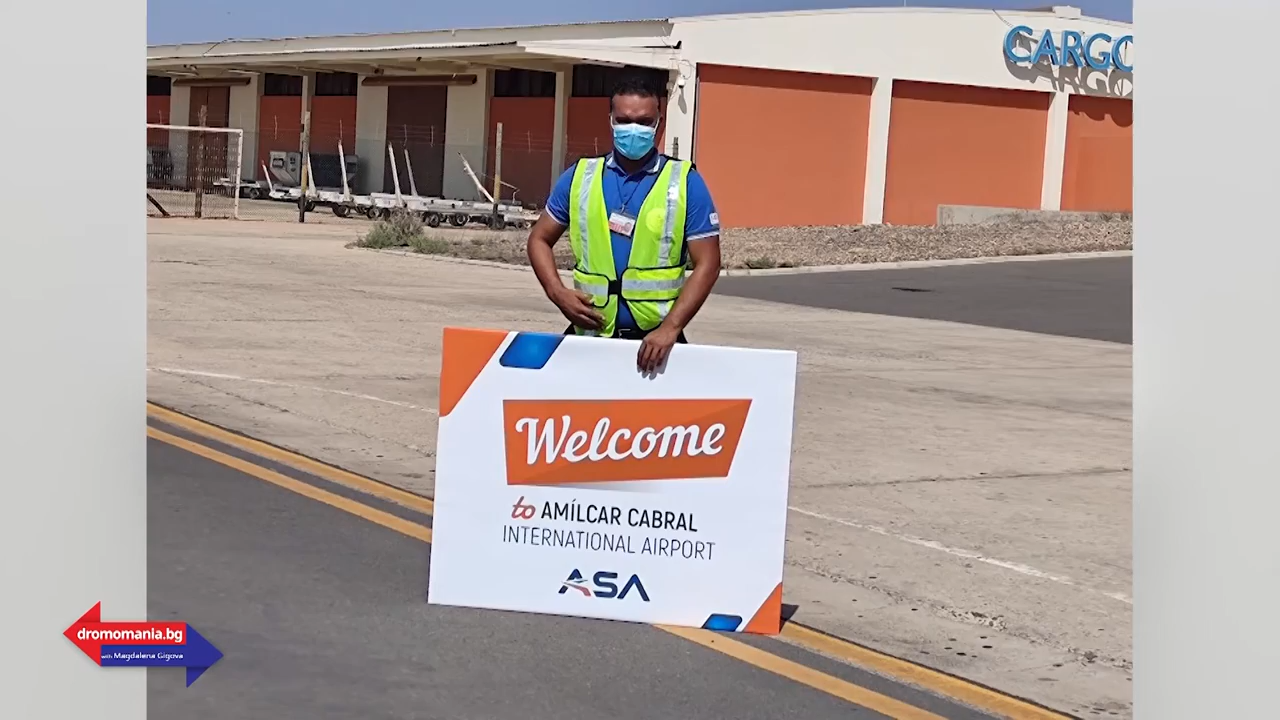 CARGO
Welcome
to AMÍLCAR CABRAL
INTERNATIONAL AIRPORT
ASA
dromomania.bg
with Magdalena Gigova